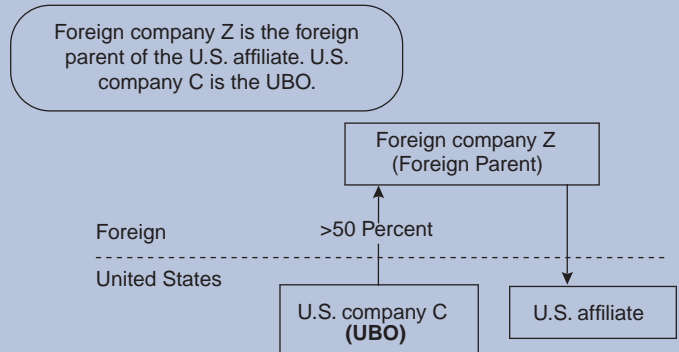 Foreign company Z is the foreign
parent of the U.S. affiliate. U.S.
company C is the UBO.
Foreign company Z
(Foreign Parent)
Foreign
>50 Percent
United States
U.S. company C
(UBO)
U.S. affiliate